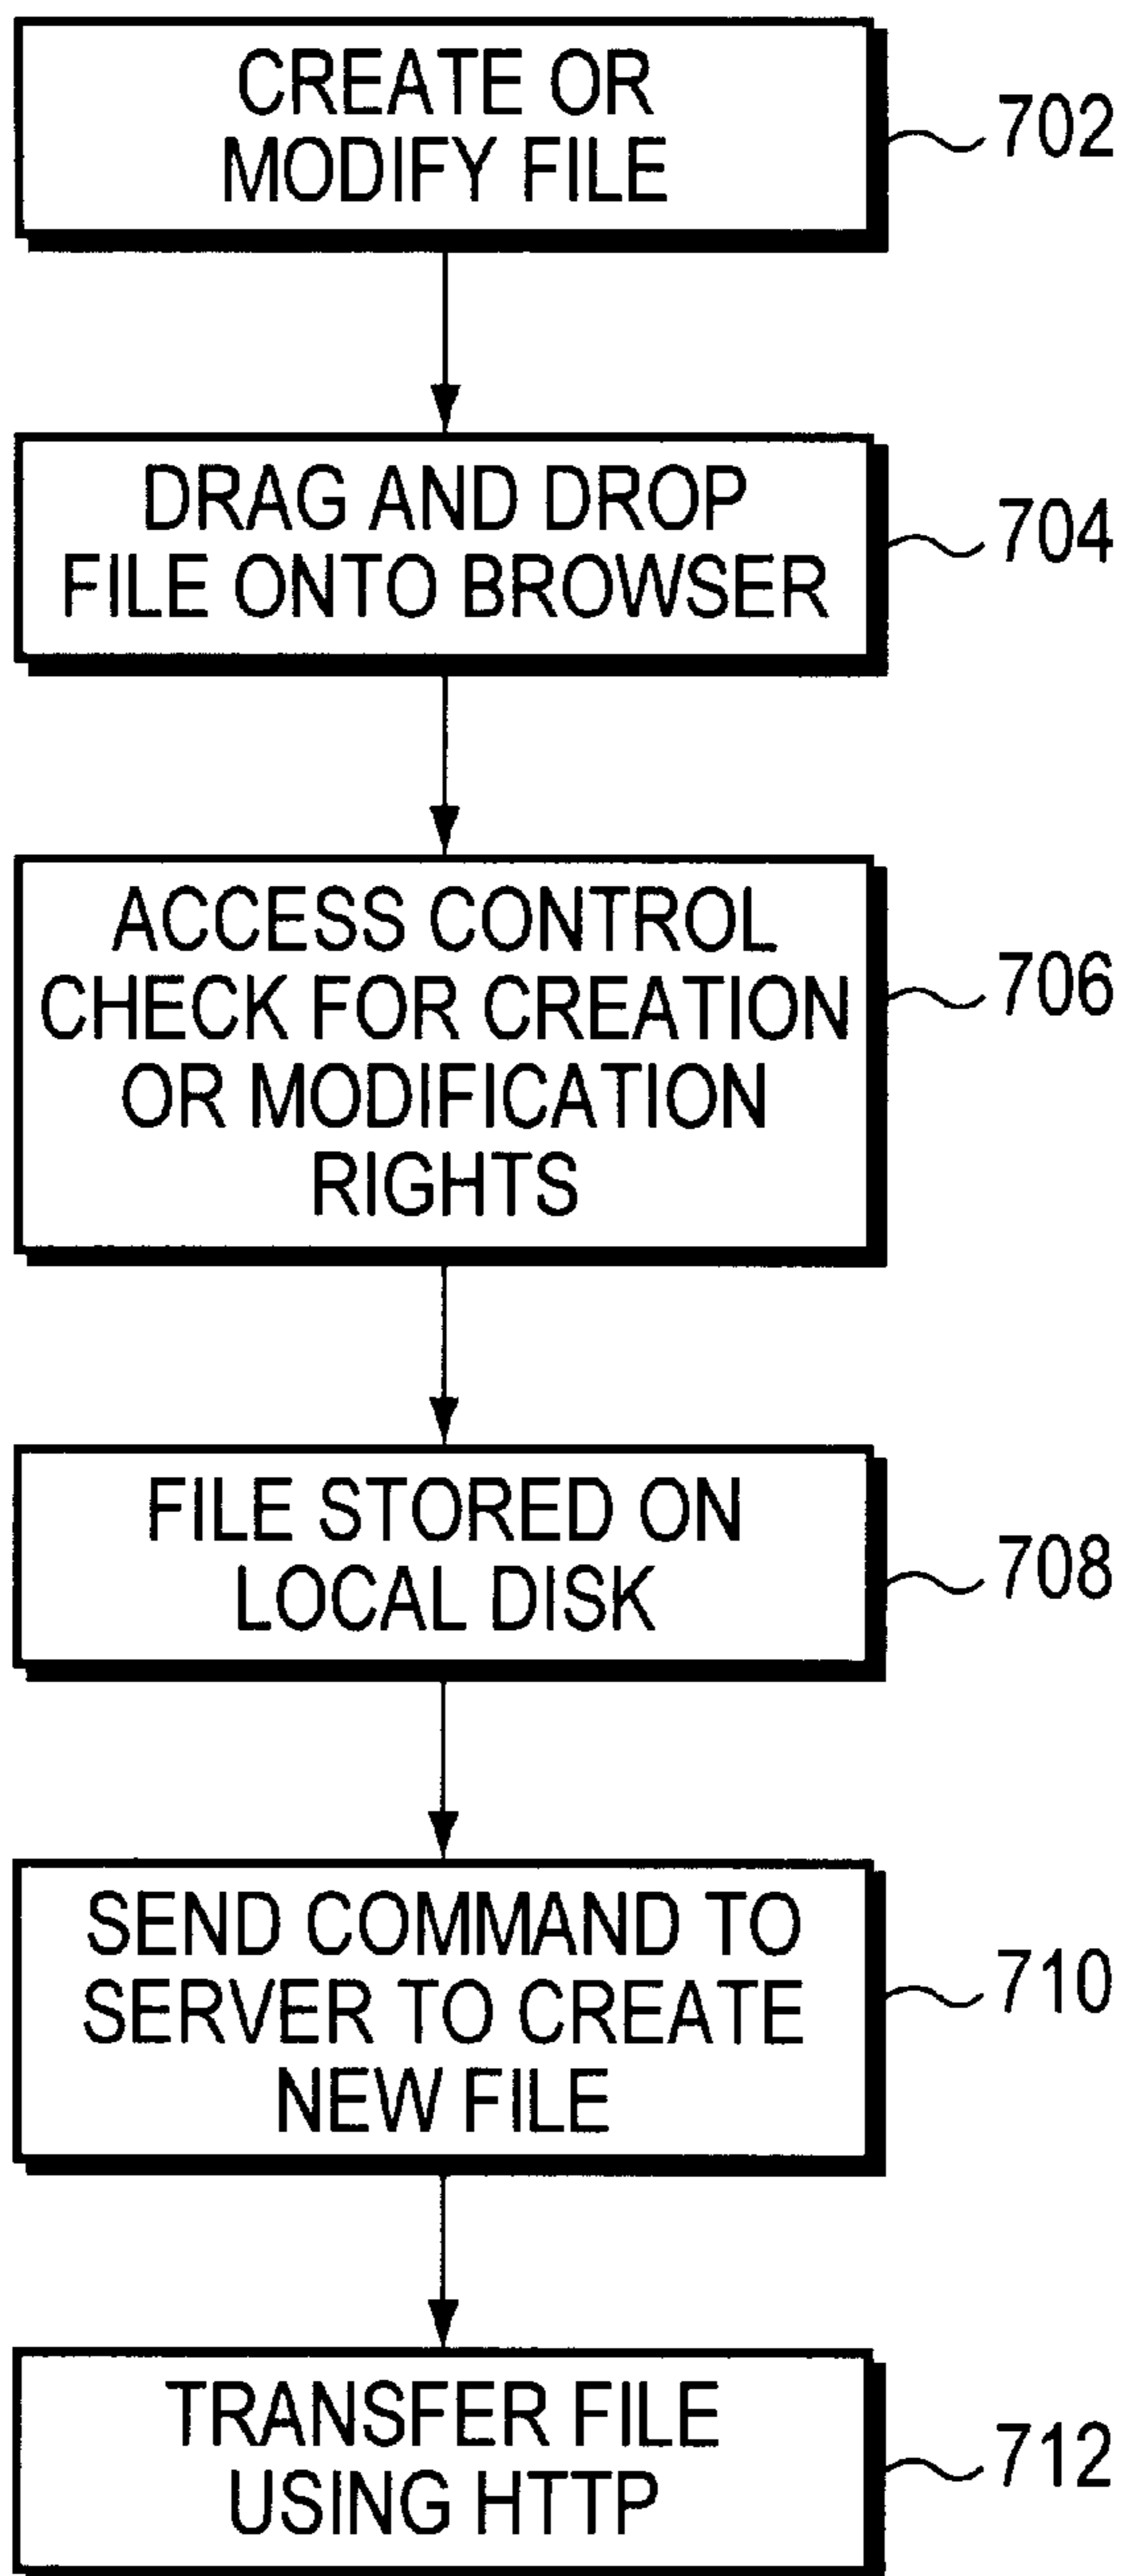 CREATE OR
MODIFY FILE
702
DRAG AND DROP
FILE ONTO BROWSER
704
ACCESS CONTROL
CHECK FOR CREATION
OR MODIFICATION
RIGHTS
706
FILE STORED ON
LOCAL DISK
708
SEND COMMAND TO
SERVER TO CREATE
NEW FILE
710
TRANSFER FILE
USING HTTP
712